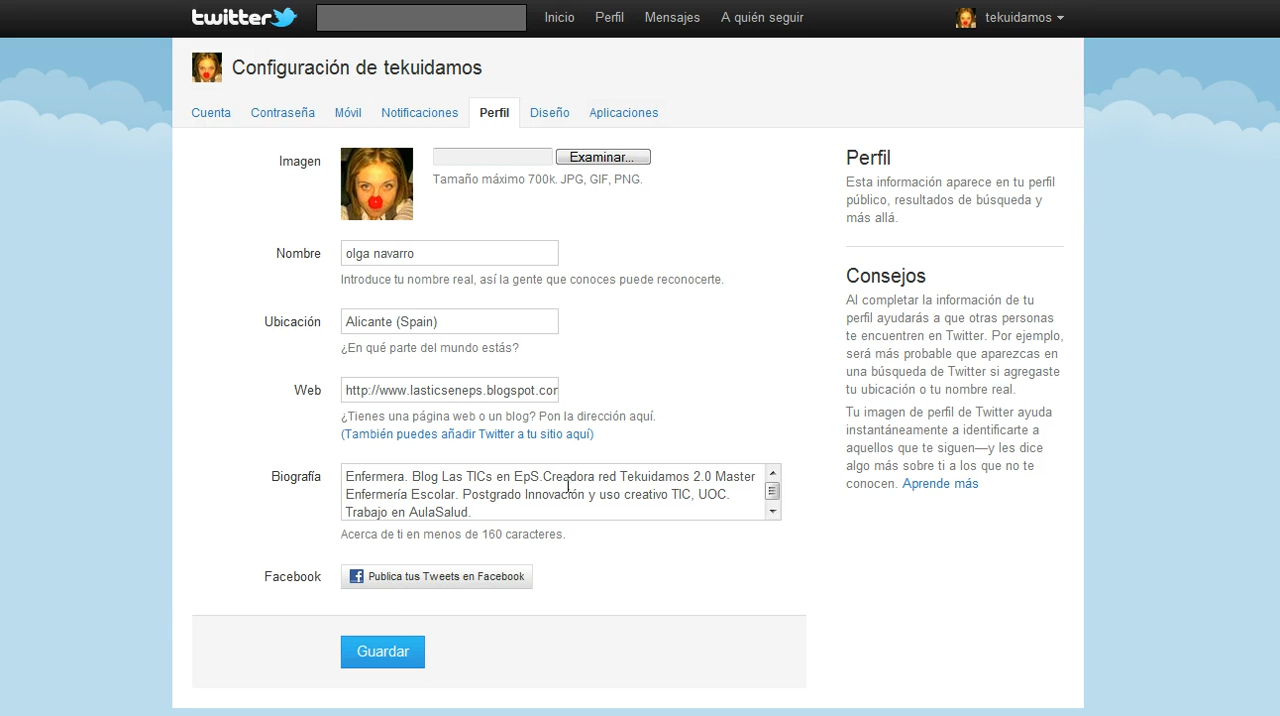 twitter
Inicio Perfil Mensajes A quién seguir
tekuidamos
Configuración de tekuidamos
Cuenta Contraseña Móvil Notificaciones Perfil Diseño Aplicaciones
Imagen
Examinar...
Tamaño máximo 700k. JPG, GIF, PNG.
Nombre
olga navarro
Introduce tu nombre real, así la gente que conoces puede reconocerte.
Ubicación
Alicante (Spain)
¿En qué parte del mundo estás?
Web
http://www.lasticseneps.blogspot.com
¿Tienes una página web o un blog? Pon la dirección aquí.
(También puedes añadir Twitter a tu sitio aquí)
Biografía
Enfermera. Blog Las TICs en EpS.Creadora red Tekuidamos 2.0 Master
Enfermería Escolar. Postgrado Innovación y uso creativo TIC, UOC.
Trabajo en AulaSalud.
Acerca de ti en menos de 160 caracteres.
Facebook
Publica tus Tweets en Facebook
Guardar
Perfil
Esta información aparece en tu perfil
público, resultados de búsqueda y
más allá.
Consejos
Al completar la información de tu
perfil ayudarás a que otras personas
te encuentren en Twitter. Por ejemplo,
será más probable que aparezcas en
una búsqueda de Twitter si agregaste
tu ubicación o tu nombre real.
Tu imagen de perfil de Twitter ayuda
instantáneamente a identificarte a
aquellos que te siguen—y les dice
algo más sobre ti a los que no te
conocen. Aprende más